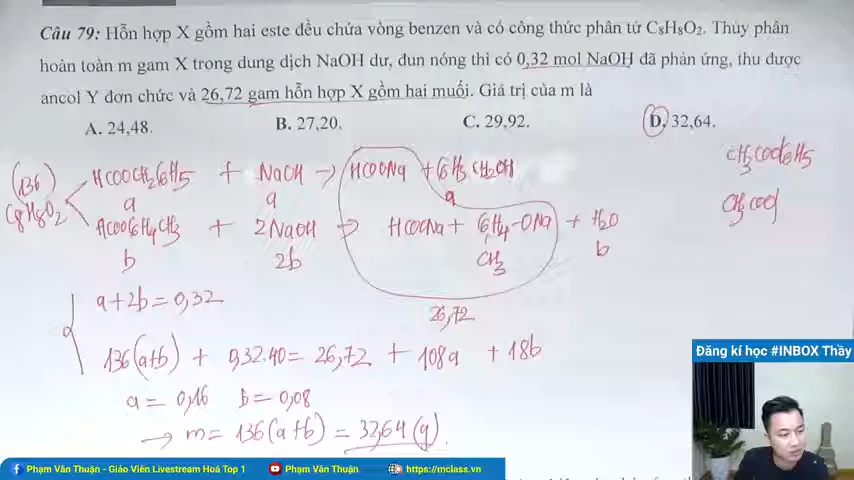 Câu 79: Hỗn hợp X gồm hai este đều chứa vòng benzen và có công thức phân tử C₈H₈O₂. Thủy phân
hoàn toàn m gam X trong dung dịch NaOH dư, đun nóng thì có 0,32 mol NaOH đã phản ứng, thu được
ancol Y đơn chức và 26,72 gam hỗn hợp X gồm hai muối. Giá trị của m là
A. 24,48. B. 27,20. C. 29,92. D. 32,64.
CH3COOC6H5
CH3COO
(136)
C8H8O2
HCOOCH2C6H5 + NaOH → HCOONa + C6H5CH2OH
a a a
HCOOC6H4CH3 + 2NaOH → HCOONa + C6H4-ONa + H2O
CH3
b 2b b
26,72
a+2b=0,32
136(a+b) + 0,32.40 = 26,72 + 108a + 18b
a = 0,16 b = 0,08
→ m = 136(a+b) = 32,64 (g).
Đăng kí học #INBOX Thầy
Phạm Văn Thuận - Giáo Viên Livestream Hoá Top 1 Phạm Văn Thuận https://mclass.vn